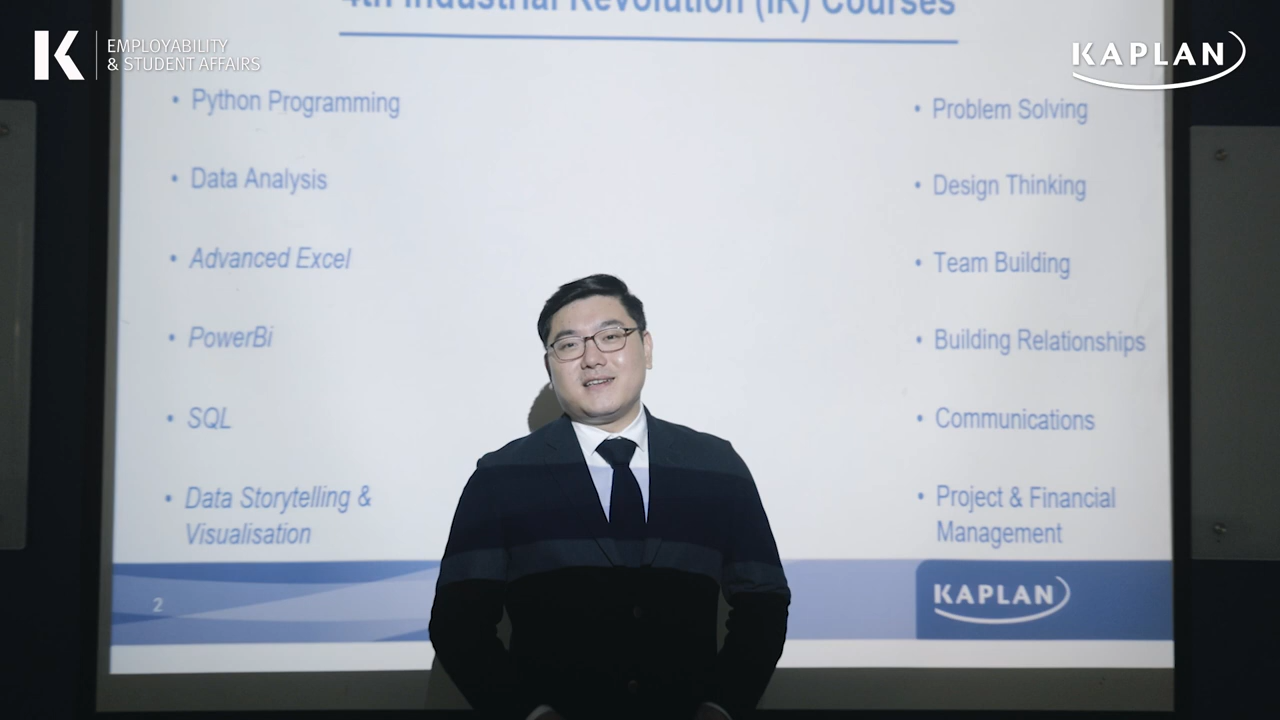 4th Industrial Revolution (IR) Courses
K EMPLOYABILITY
& STUDENT AFFAIRS
KAPLAN
• Python Programming
• Data Analysis
• Advanced Excel
• PowerBi
• SQL
• Data Storytelling &
Visualisation
• Problem Solving
• Design Thinking
• Team Building
• Building Relationships
• Communications
• Project & Financial
Management
2
KAPLAN